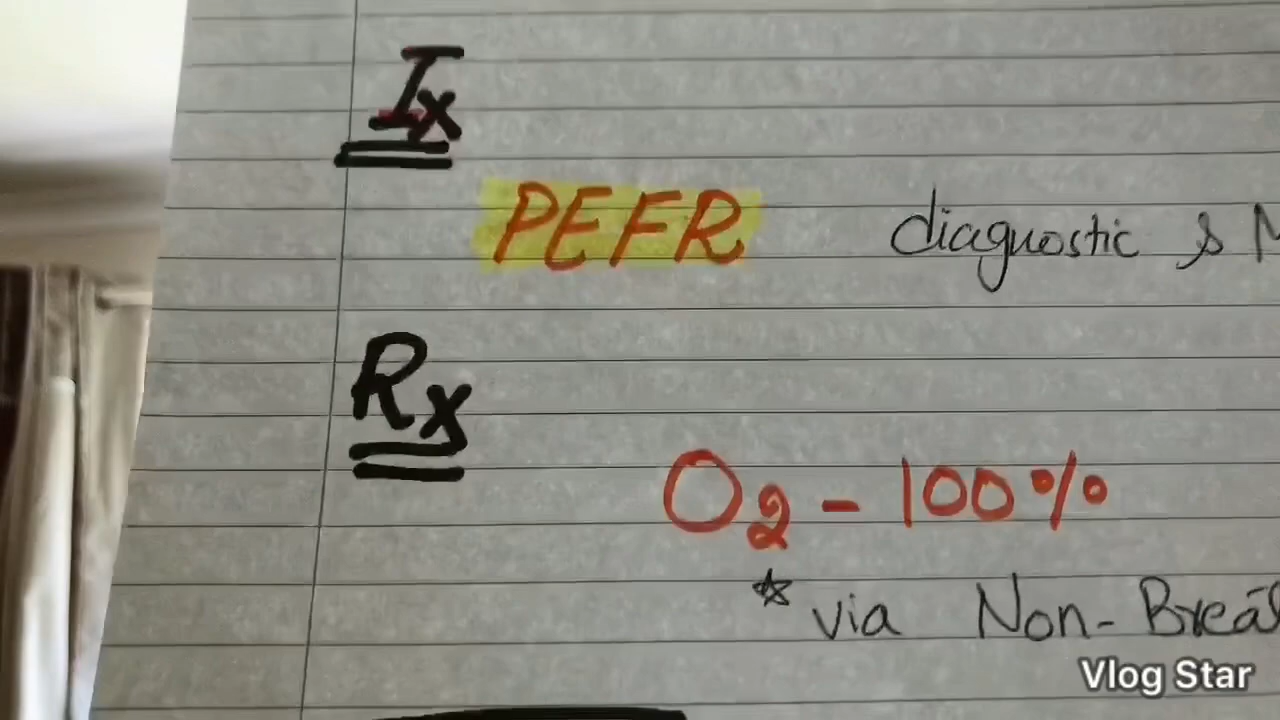 Ix
PEFR diagnostic &
Rx
O2 - 100%
* via Non-
Vlog Star